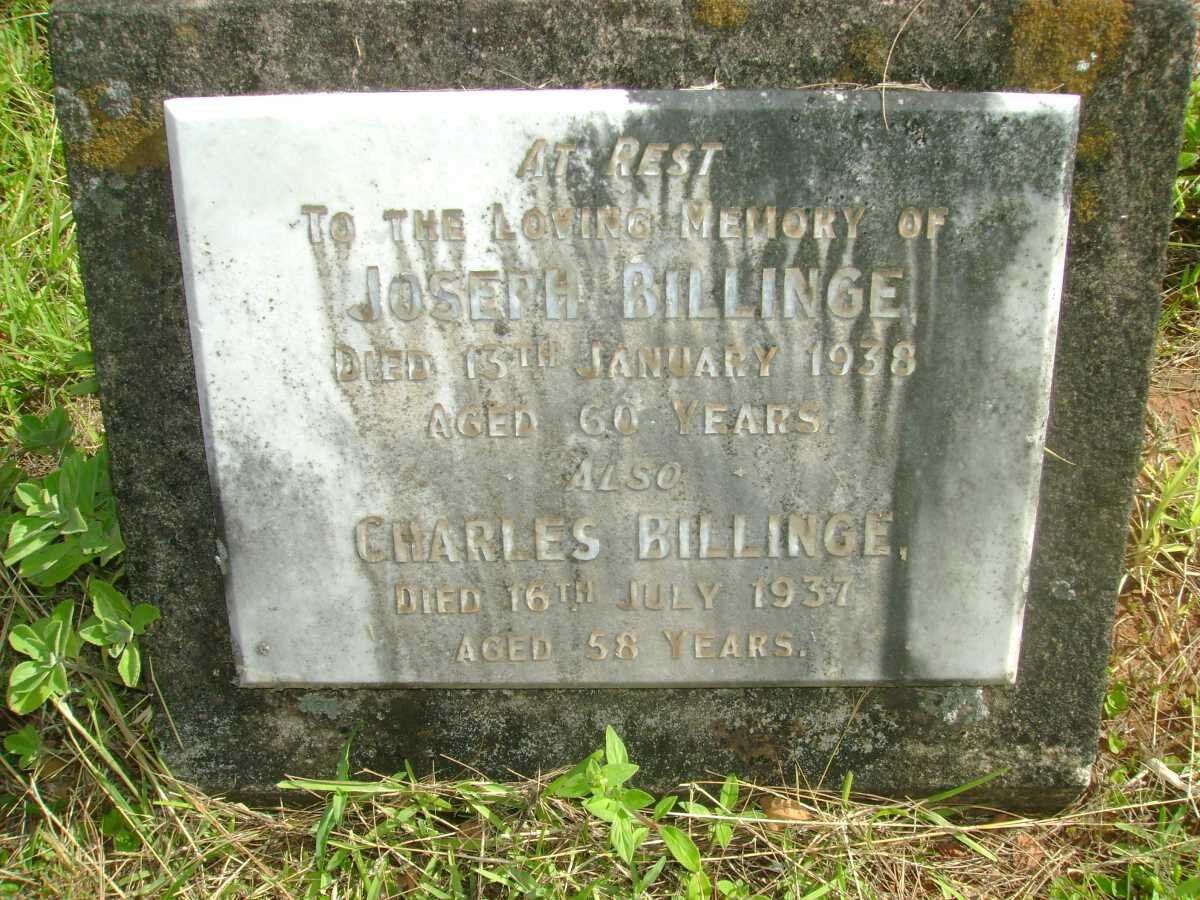 At Rest
To the Loving Memory of
Joseph Billinge,
Died 13th January 1938
Aged 60 Years.
Also
Charles Billinge,
Died 16th July 1937
Aged 58 Years.